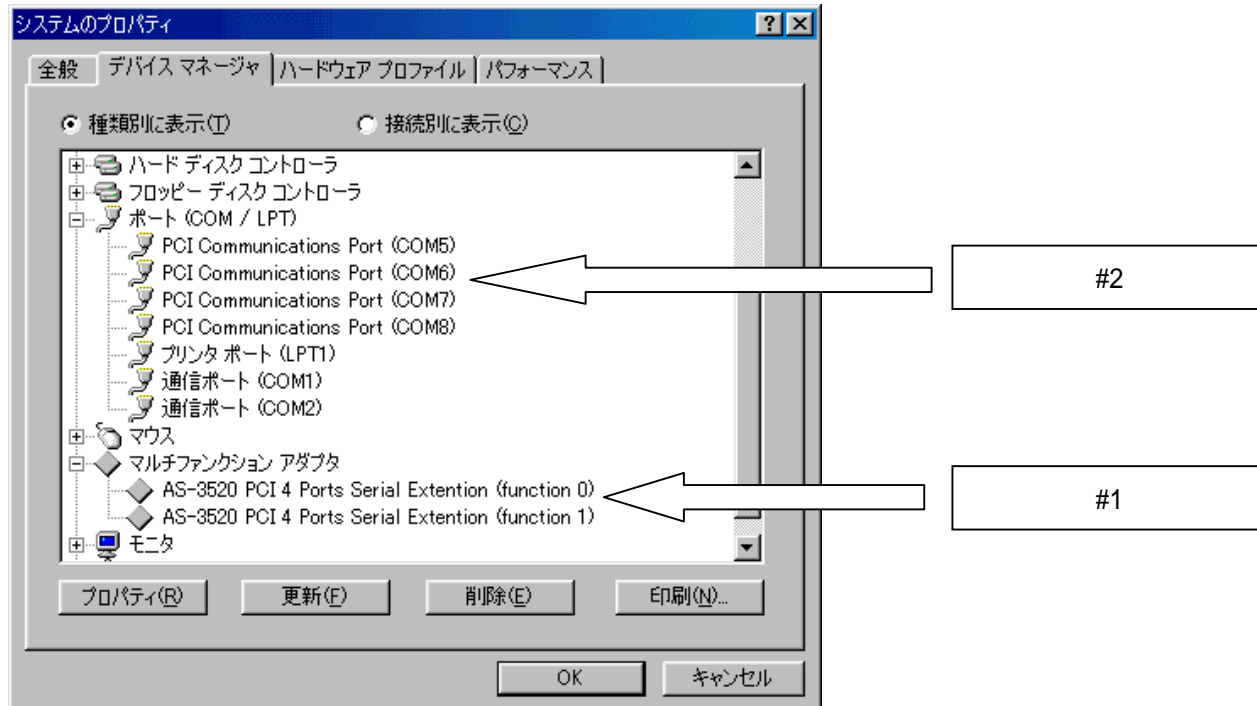 システムのプロパティ
全般 デバイス マネージャ ハードウェア プロファイル パフォーマンス
種類別に表示(T) 接続別に表示(C)
ハード ディスク コントローラ
フロッピー ディスク コントローラ
ポート (COM / LPT)
PCI Communications Port (COM5)
PCI Communications Port (COM6)
PCI Communications Port (COM7)
PCI Communications Port (COM8)
プリンタ ポート (LPT1)
通信ポート (COM1)
通信ポート (COM2)
マウス
マルチファンクション アダプタ
AS-3520 PCI 4 Ports Serial Extention (function 0)
AS-3520 PCI 4 Ports Serial Extention (function 1)
モニタ
プロパティ(R) 更新(F) 削除(E) 印刷(N)...
OK キャンセル
#2
#1